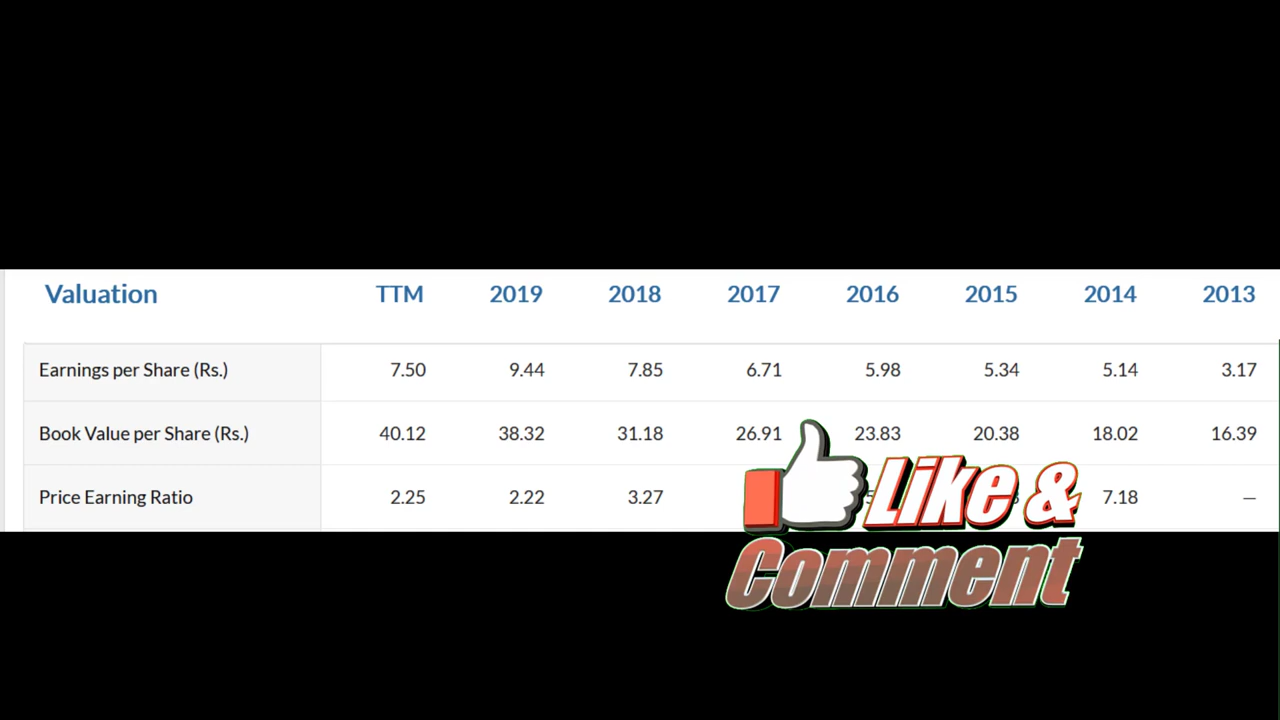 Valuation TTM 2019 2018 2017 2016 2015 2014 2013
Earnings per Share (Rs.) 7.50 9.44 7.85 6.71 5.98 5.34 5.14 3.17
Book Value per Share (Rs.) 40.12 38.32 31.18 26.91 23.83 20.38 18.02 16.39
Price Earning Ratio 2.25 2.22 3.27 7.18 —
Like &
Comment